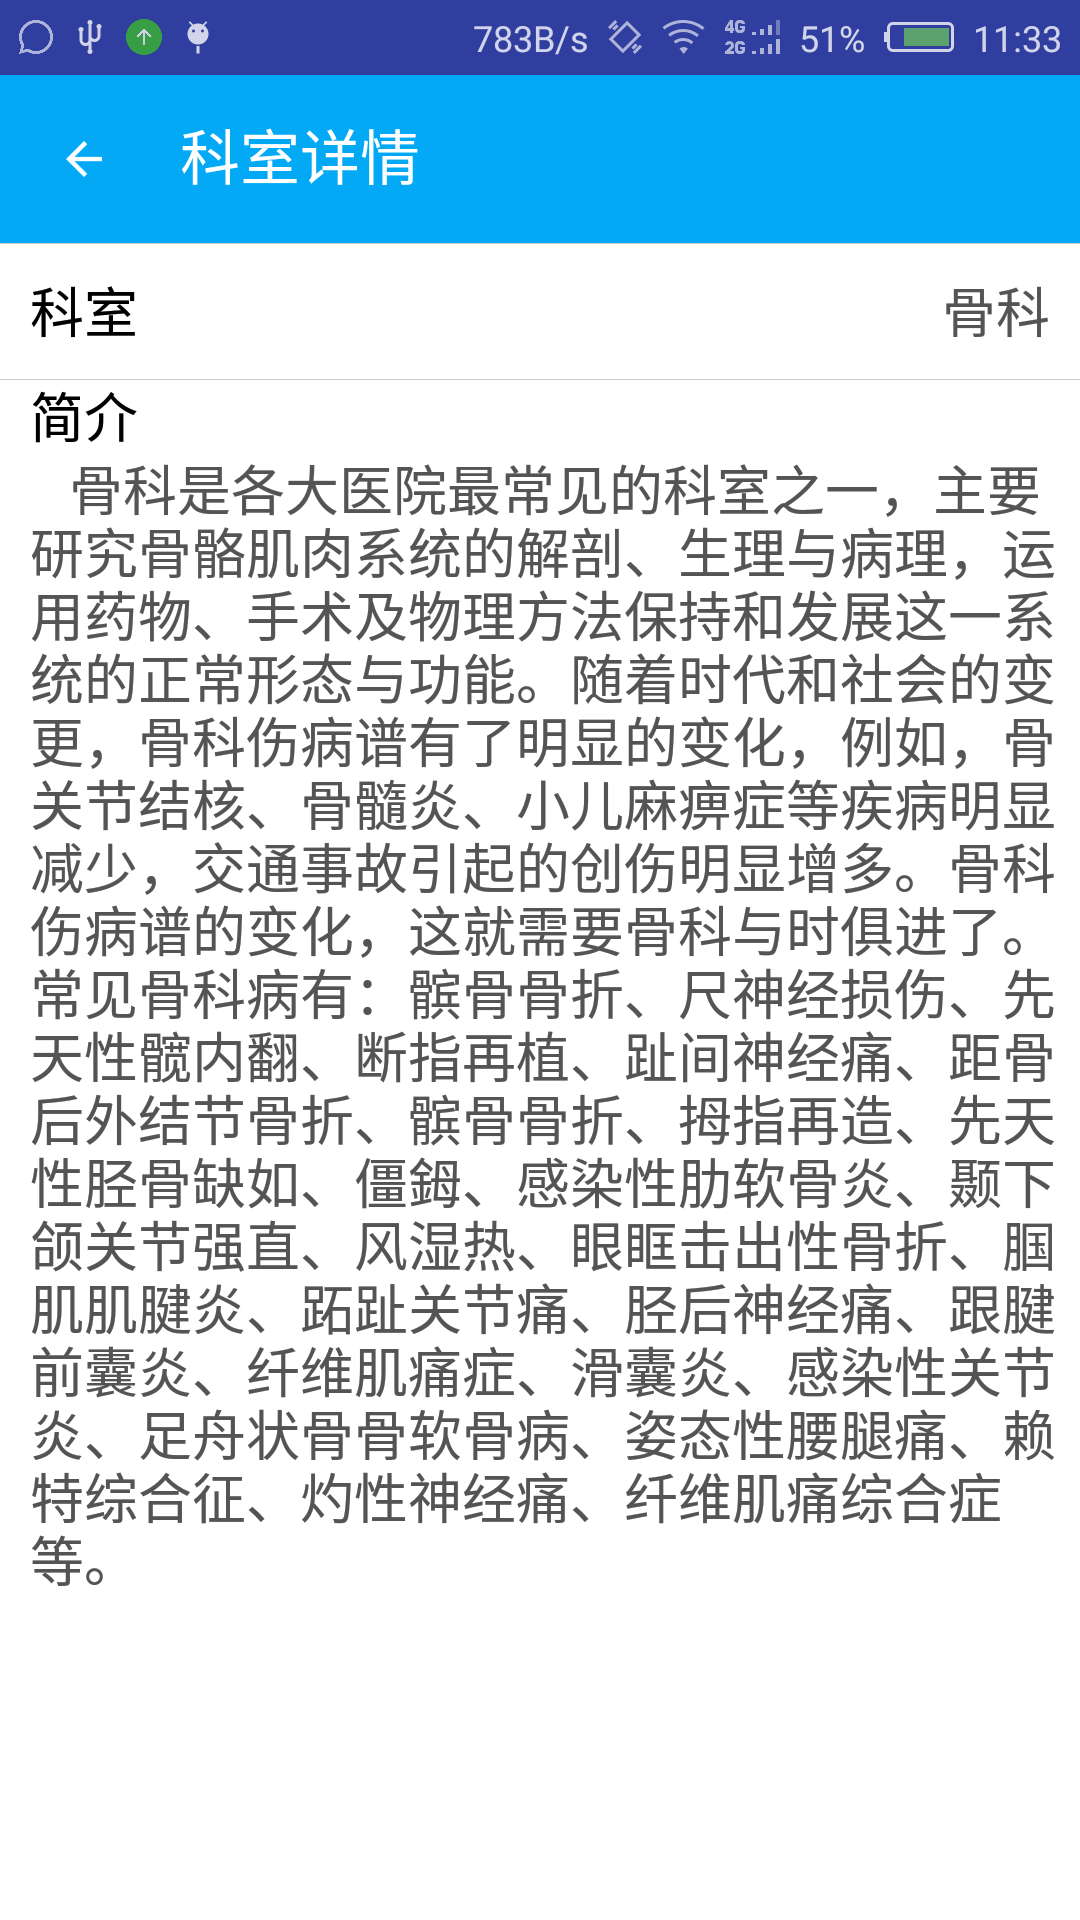 783B/s 4G 2G 51% 11:33
科室详情
科室 骨科
简介
骨科是各大医院最常见的科室之一，主要
研究骨骼肌肉系统的解剖、生理与病理，运
用药物、手术及物理方法保持和发展这一系
统的正常形态与功能。随着时代和社会的变
更，骨科伤病谱有了明显的变化，例如，骨
关节结核、骨髓炎、小儿麻痹症等疾病明显
减少，交通事故引起的创伤明显增多。骨科
伤病谱的变化，这就需要骨科与时俱进了。
常见骨科病有：髌骨骨折、尺神经损伤、先
天性髋内翻、断指再植、趾间神经痛、距骨
后外结节骨折、髌骨骨折、拇指再造、先天
性胫骨缺如、僵鉧、感染性肋软骨炎、颞下
颌关节强直、风湿热、眼眶击出性骨折、腘
肌肌腱炎、跖趾关节痛、胫后神经痛、跟腱
前囊炎、纤维肌痛症、滑囊炎、感染性关节
炎、足舟状骨骨软骨病、姿态性腰腿痛、赖
特综合征、灼性神经痛、纤维肌痛综合症
等。